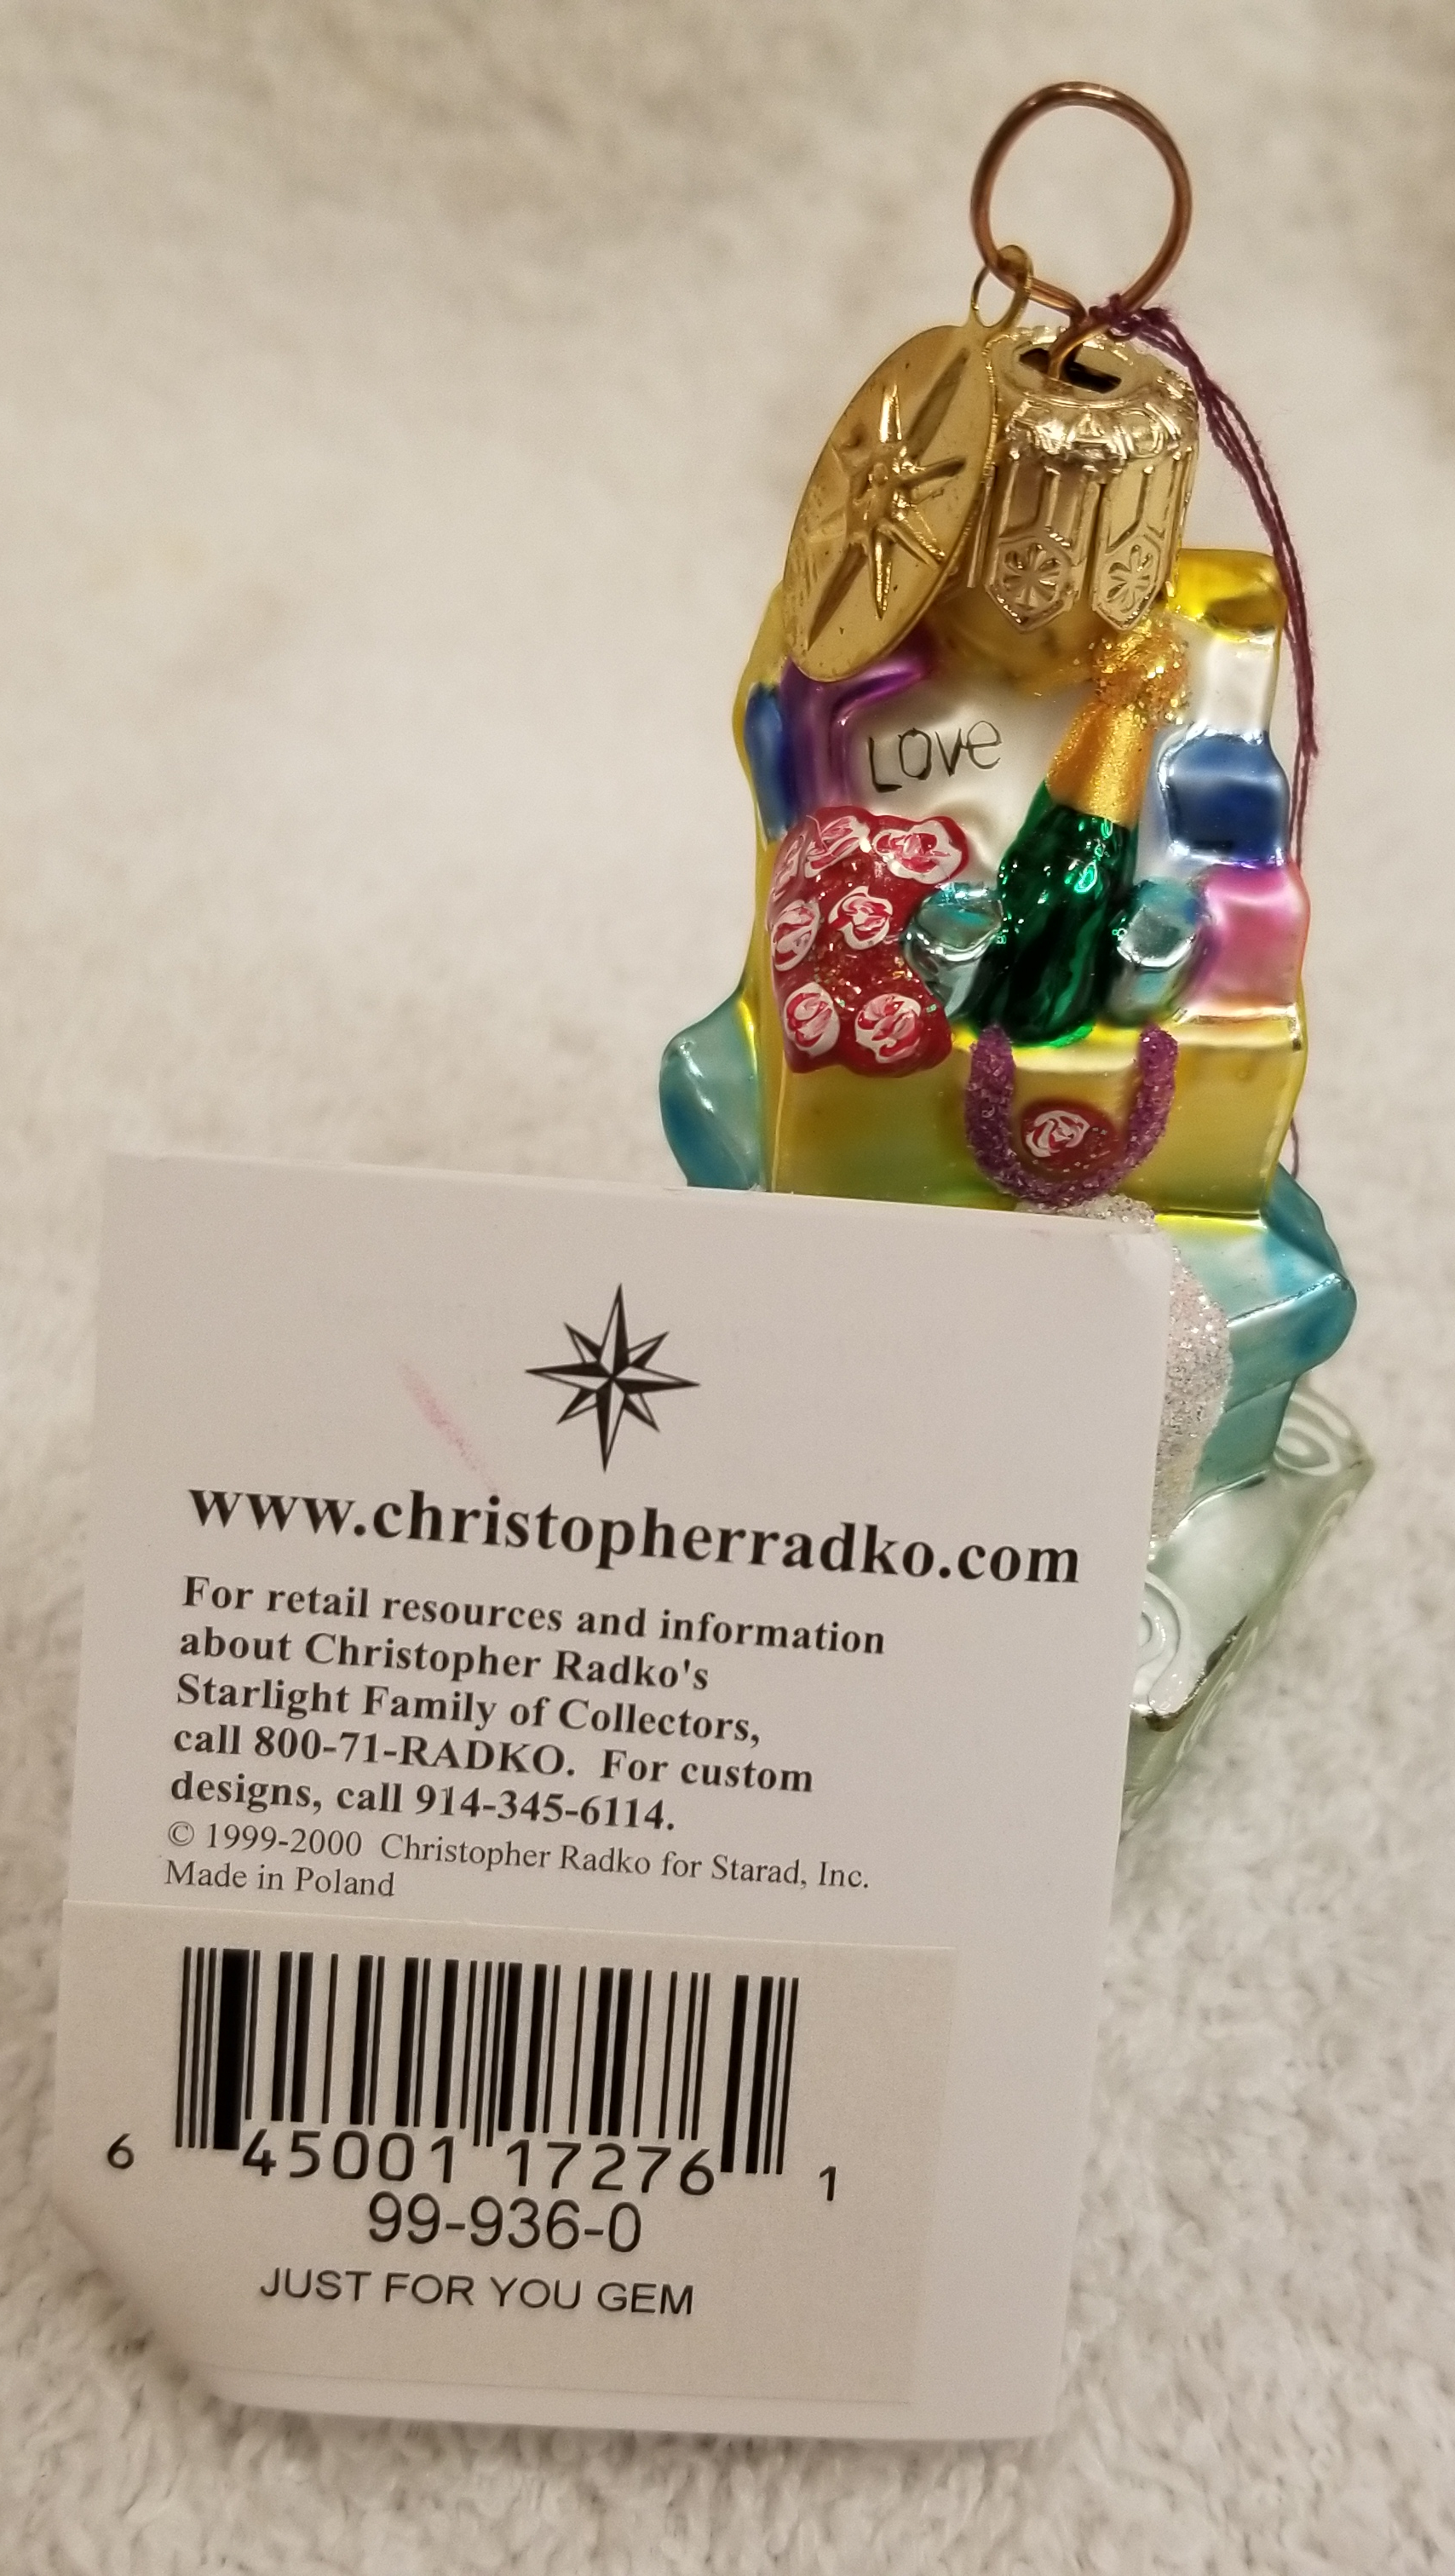 LOVe
www.christopherradko.com
For retail resources and information
about Christopher Radko's
Starlight Family of Collectors,
call 800-71-RADKO.  For custom
designs, call 914-345-6114.
© 1999-2000  Christopher Radko for Starad, Inc.
Made in Poland
6 45001 17276 1
99-936-0
JUST FOR YOU GEM